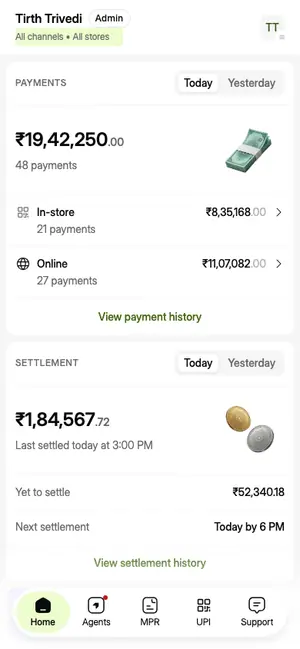 Tirth Trivedi Admin
All channels • All stores
TT
PAYMENTS Today Yesterday
₹19,42,250.00
48 payments
In-store ₹8,35,168.00
21 payments
Online ₹11,07,082.00
27 payments
View payment history
SETTLEMENT Today Yesterday
₹1,84,567.72
Last settled today at 3:00 PM
Yet to settle ₹52,340.18
Next settlement Today by 6 PM
View settlement history
Home Agents MPR UPI Support